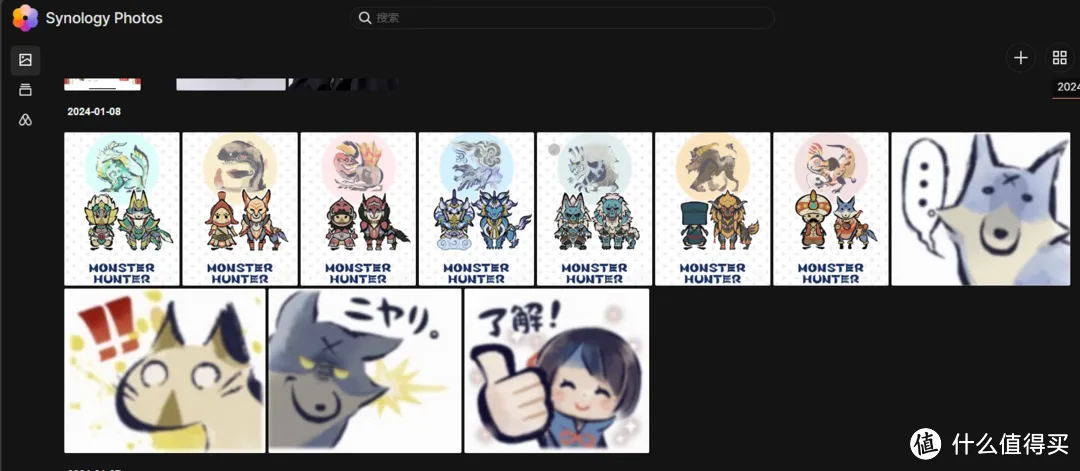 Synology Photos
搜索
2024
2024-01-08
MONSTER HUNTER
MONSTER HUNTER
MONSTER HUNTER
MONSTER HUNTER
MONSTER HUNTER
MONSTER HUNTER
MONSTER HUNTER
...
!!
ニヤリ。
了解!
值 什么值得买